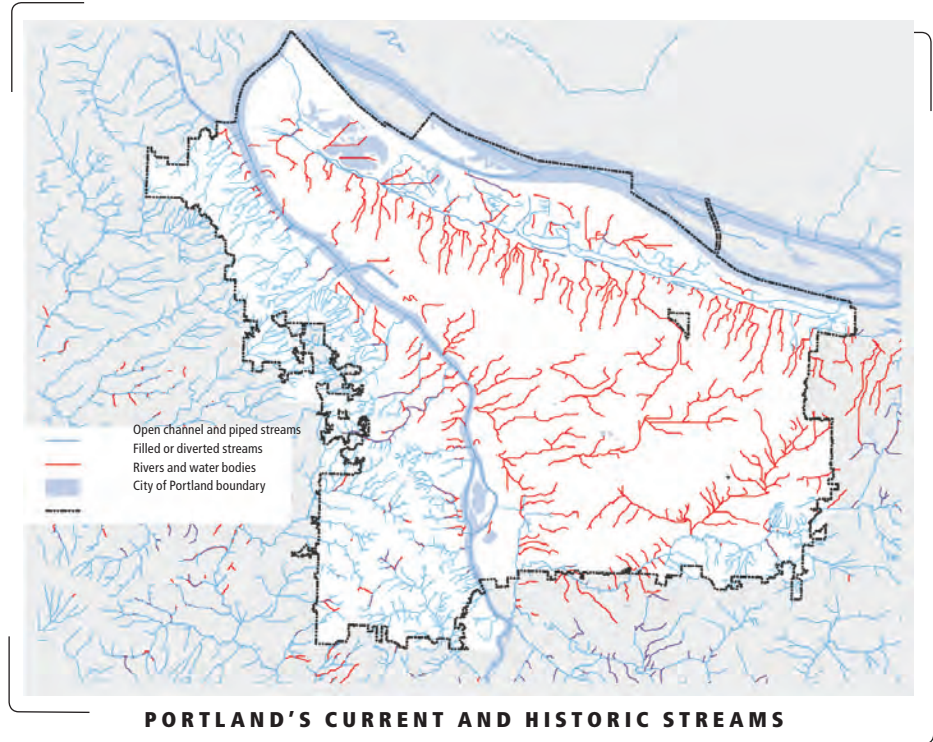 Open channel and piped streams
Filled or diverted streams
Rivers and water bodies
City of Portland boundary
PORTLAND'S CURRENT AND HISTORIC STREAMS